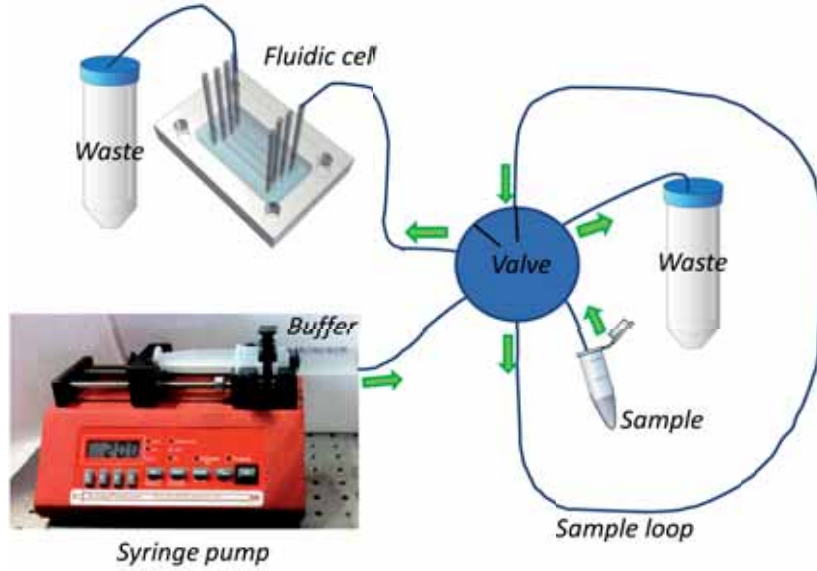 Fluidic cell
Waste
Valve
Waste
Buffer
Sample
Sample loop
Syringe pump